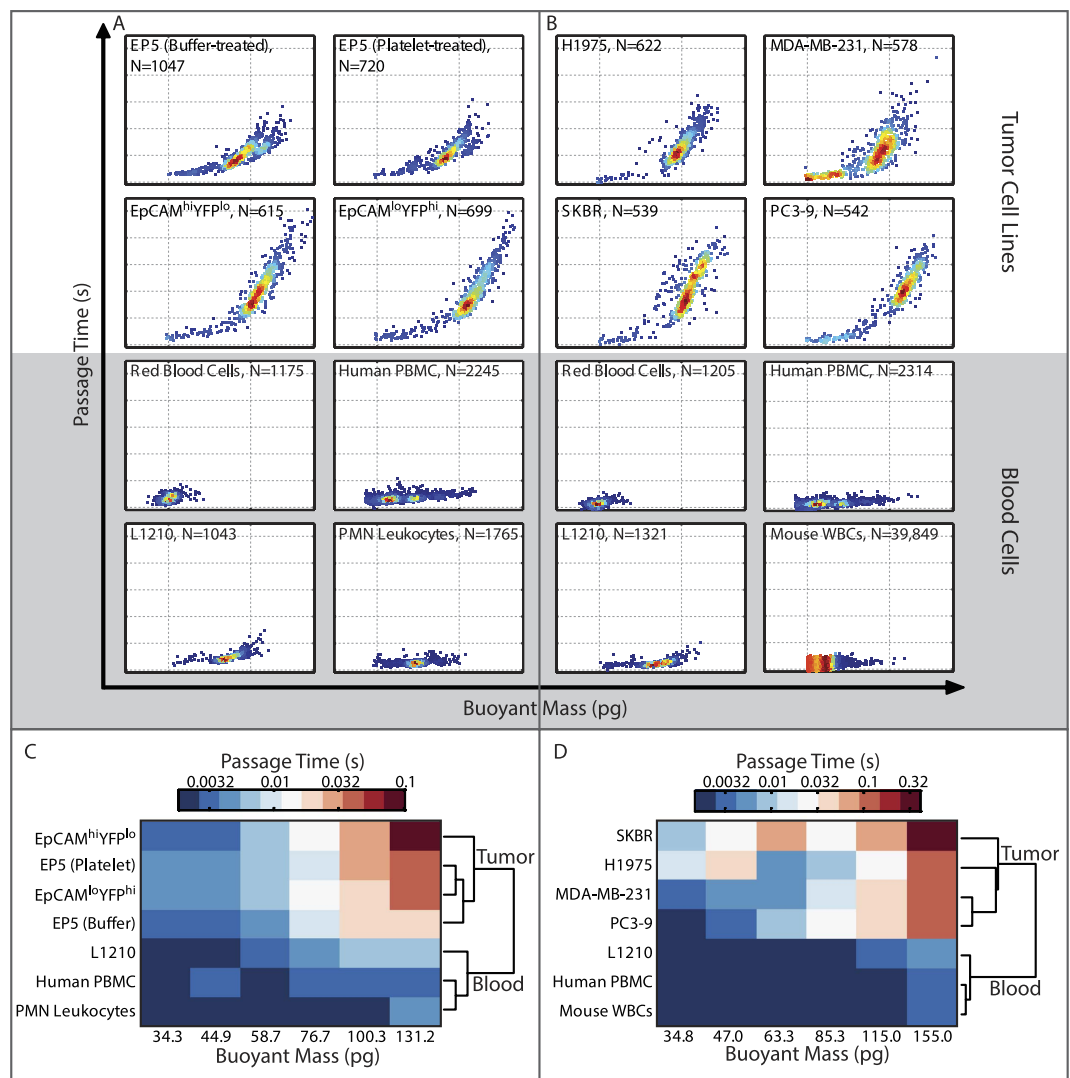 A
B
EP5 (Buffer-treated),
N=1047
EP5 (Platelet-treated),
N=720
H1975, N=622
MDA-MB-231, N=578
EpCAMhiYFPlo, N=615
EpCAMloYFPhi, N=699
SKBR, N=539
PC3-9, N=542
Tumor Cell Lines
Passage Time (s)
Red Blood Cells, N=1175
Human PBMC, N=2245
Red Blood Cells, N=1205
Human PBMC, N=2314
L1210, N=1043
PMN Leukocytes, N=1765
L1210, N=1321
Mouse WBCs, N=39,849
Blood Cells
Buoyant Mass (pg)
C
Passage Time (s)
0.0032 0.01 0.032 0.1
EpCAMhiYFPlo
EP5 (Platelet)
EpCAMloYFPhi
EP5 (Buffer)
L1210
Human PBMC
PMN Leukocytes
Tumor
Blood
34.3 44.9 58.7 76.7 100.3 131.2
Buoyant Mass (pg)
D
Passage Time (s)
0.0032 0.01 0.032 0.1 0.32
SKBR
H1975
MDA-MB-231
PC3-9
L1210
Human PBMC
Mouse WBCs
Tumor
Blood
34.8 47.0 63.3 85.3 115.0 155.0
Buoyant Mass (pg)